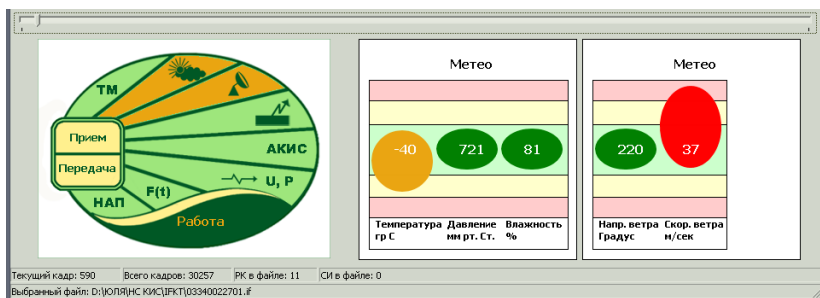 ТМ
АКИС
U, P
F(t)
НАП
Прием
Передача
Работа
Метео
-40 721 81
Температура Давление Влажность
гр С мм рт. Ст. %
Метео
220 37
Напр. ветра Скор. ветра
Градус м/сек
Текущий кадр: 590 Всего кадров: 30257 РК в файле: 11 СИ в файле: 0
Выбранный файл: D:\ЮЛЯ\НС КИС\IFKT\03340022701.if